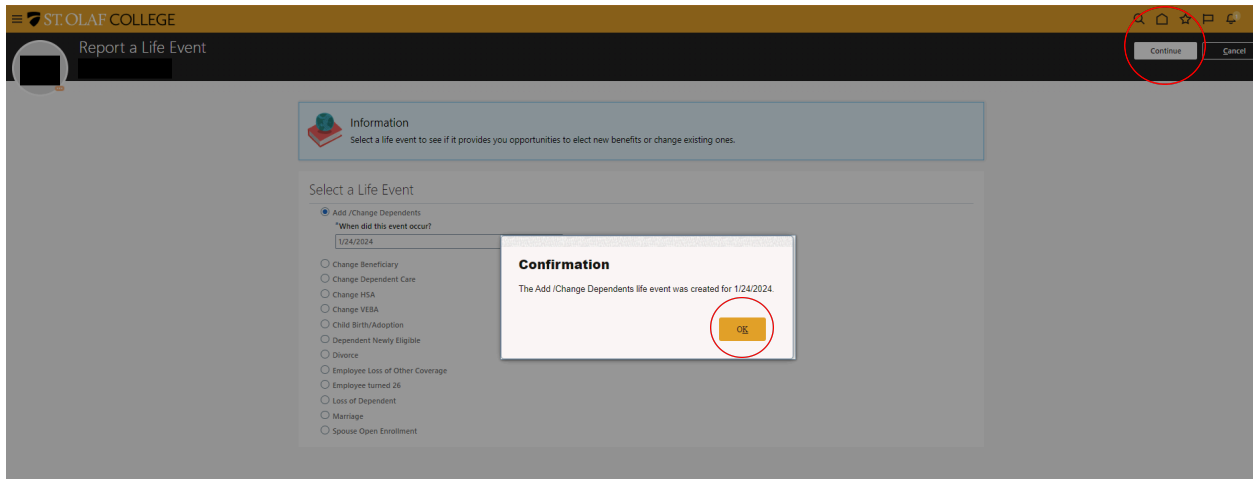 ST. OLAF COLLEGE
Report a Life Event
Continue
Cancel
Information
Select a life event to see if it provides you opportunities to elect new benefits or change existing ones.
Select a Life Event
Add /Change Dependents
*When did this event occur?
1/24/2024
Change Beneficiary
Change Dependent Care
Change HSA
Change VEBA
Child Birth/Adoption
Dependent Newly Eligible
Divorce
Employee Loss of Other Coverage
Employee turned 26
Loss of Dependent
Marriage
Spouse Open Enrollment
Confirmation
The Add /Change Dependents life event was created for 1/24/2024.
OK